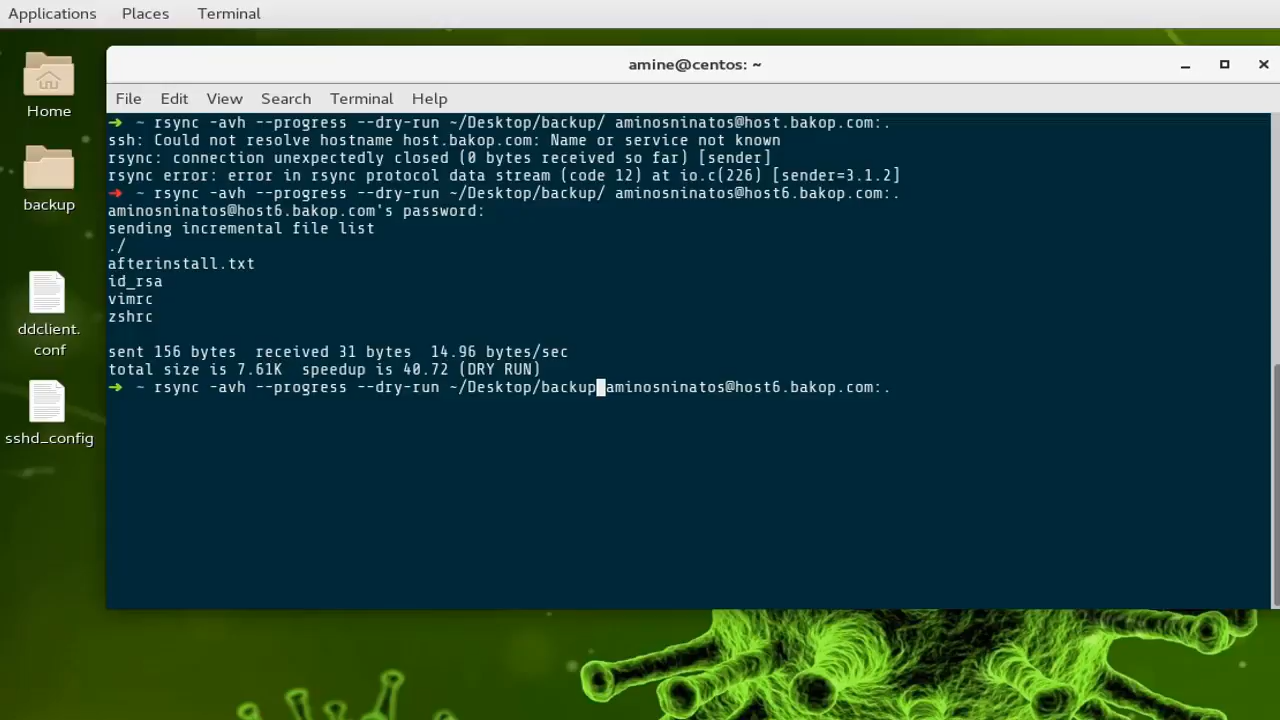 Applications Places Terminal
amine@centos: ~
File Edit View Search Terminal Help
Home
backup
ddclient.
conf
sshd_config
➜ ~ rsync -avh --progress --dry-run ~/Desktop/backup/ aminosninatos@host.bakop.com:.
ssh: Could not resolve hostname host.bakop.com: Name or service not known
rsync: connection unexpectedly closed (0 bytes received so far) [sender]
rsync error: error in rsync protocol data stream (code 12) at io.c(226) [sender=3.1.2]
➜ ~ rsync -avh --progress --dry-run ~/Desktop/backup/ aminosninatos@host6.bakop.com:.
aminosninatos@host6.bakop.com's password:
sending incremental file list
./
afterinstall.txt
id_rsa
vimrc
zshrc
sent 156 bytes  received 31 bytes  14.96 bytes/sec
total size is 7.61K  speedup is 40.72 (DRY RUN)
➜ ~ rsync -avh --progress --dry-run ~/Desktop/backup aminosninatos@host6.bakop.com:.